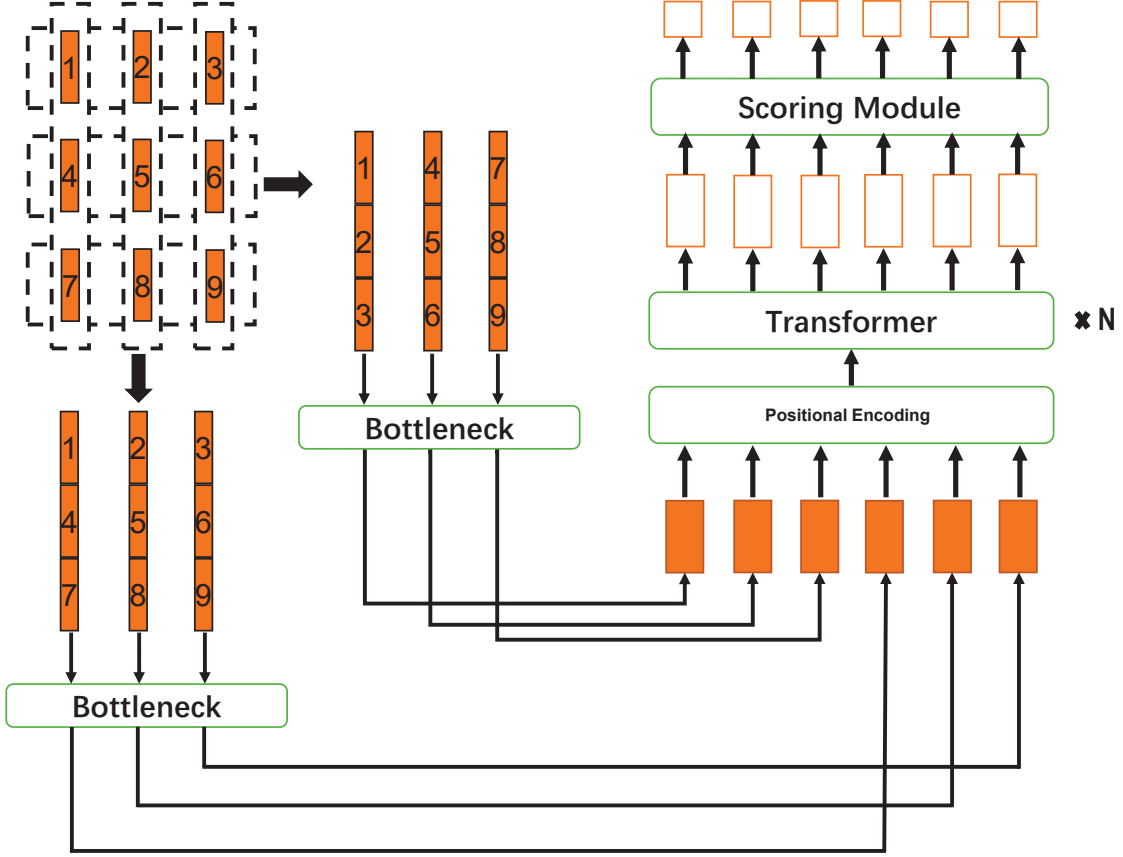 1 2 3
4 5 6
7 8 9
1 4 7
2 5 8
3 6 9
Bottleneck
1 2 3
4 5 6
7 8 9
Bottleneck
Scoring Module
Transformer
× N
Positional Encoding